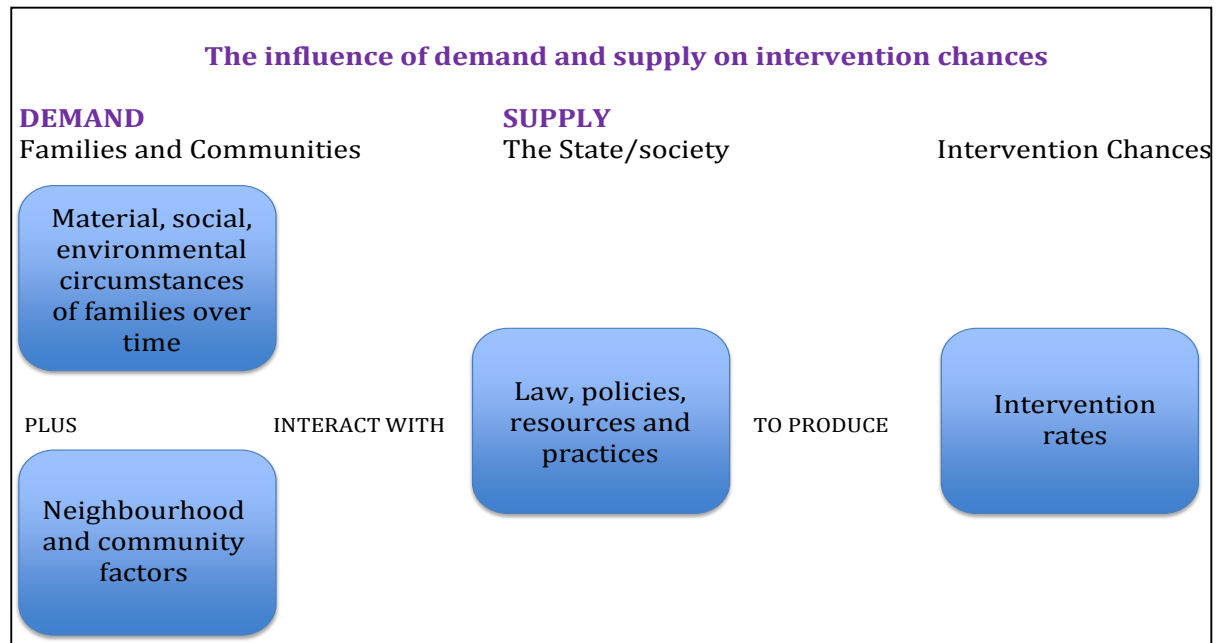 The influence of demand and supply on intervention chances
DEMAND
Families and Communities
SUPPLY
The State/society
Intervention Chances
Material, social,
environmental
circumstances
of families over
time
PLUS
Neighbourhood
and community
factors
INTERACT WITH
Law, policies,
resources and
practices
TO PRODUCE
Intervention
rates